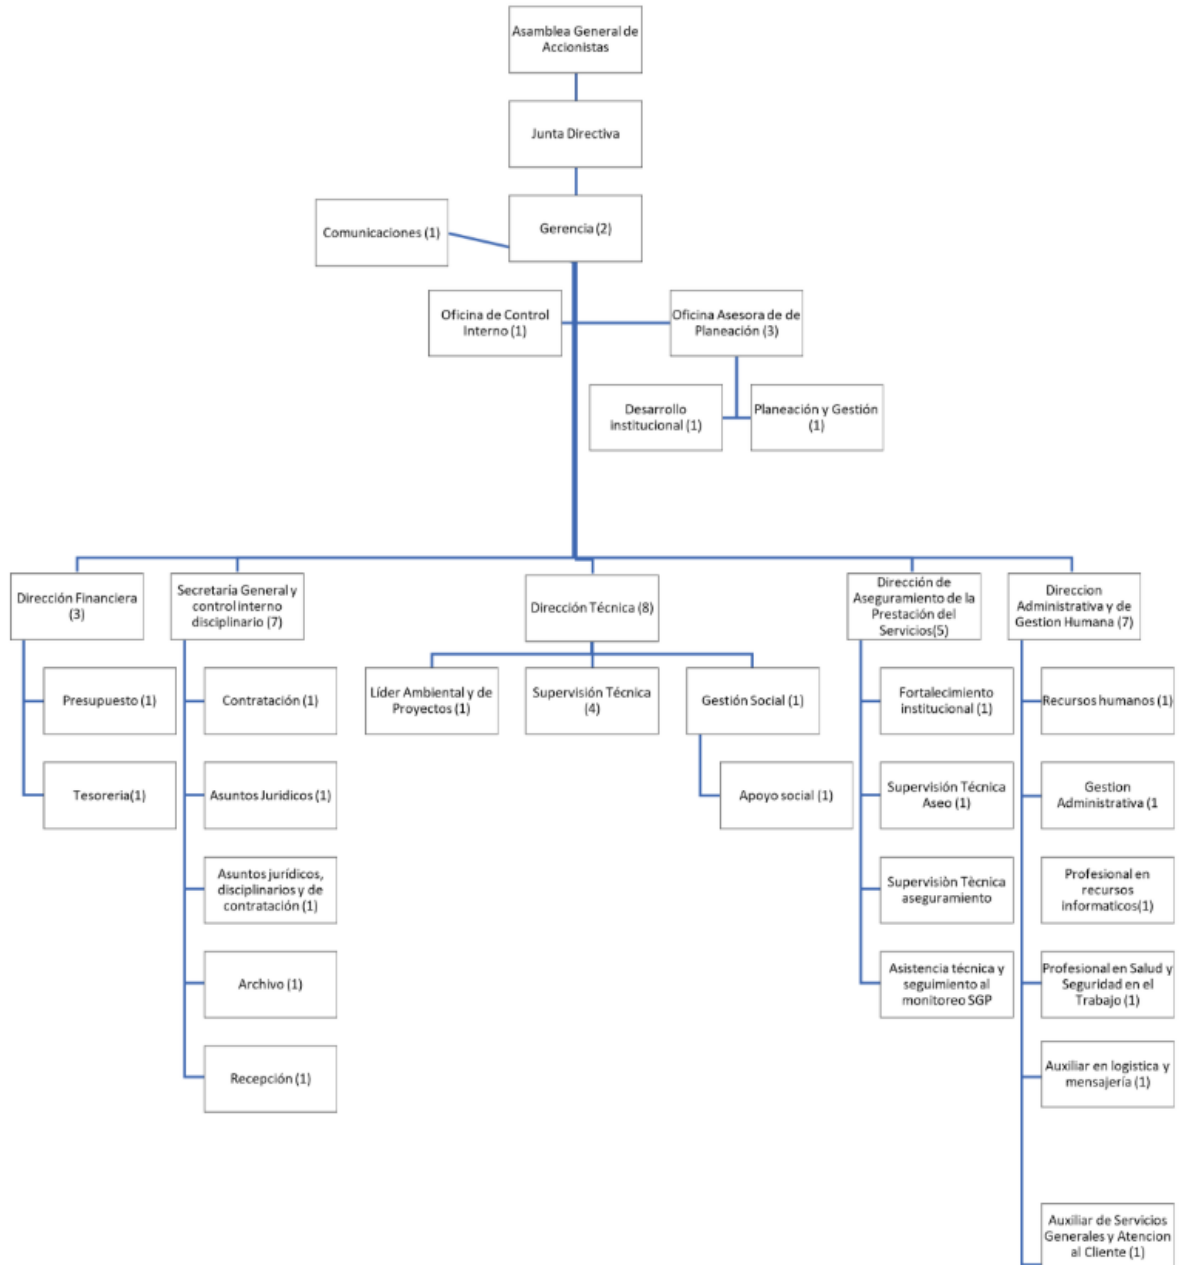 Asamblea General de
Accionistas
Junta Directiva
Gerencia (2)
Comunicaciones (1)
Oficina de Control
Interno (1)
Oficina Asesora de de
Planeación (3)
Desarrollo
institucional (1)
Planeación y Gestión
(1)
Dirección Financiera
(3)
Secretaria General y
control interno
disciplinario (7)
Dirección Técnica (8)
Dirección de
Aseguramiento de la
Prestación del
Servicios(5)
Direccion
Administrativa y de
Gestion Humana (7)
Presupuesto (1)
Tesoreria(1)
Contratación (1)
Asuntos Juridicos (1)
Asuntos jurídicos,
disciplinarios y de
contratación (1)
Archivo (1)
Recepción (1)
Líder Ambiental y de
Proyectos (1)
Supervisión Técnica
(4)
Gestión Social (1)
Apoyo social (1)
Fortalecimiento
institucional (1)
Supervisión Técnica
Aseo (1)
Supervisiòn Tècnica
aseguramiento
Asistencia técnica y
seguimiento al
monitoreo SGP
Recursos humanos (1)
Gestion
Administrativa (1
Profesional en
recursos
informaticos(1)
Profesional en Salud y
Seguridad en el
Trabajo (1)
Auxiliar en logistica y
mensajería (1)
Auxiliar de Servicios
Generales y Atencion
al Cliente (1)